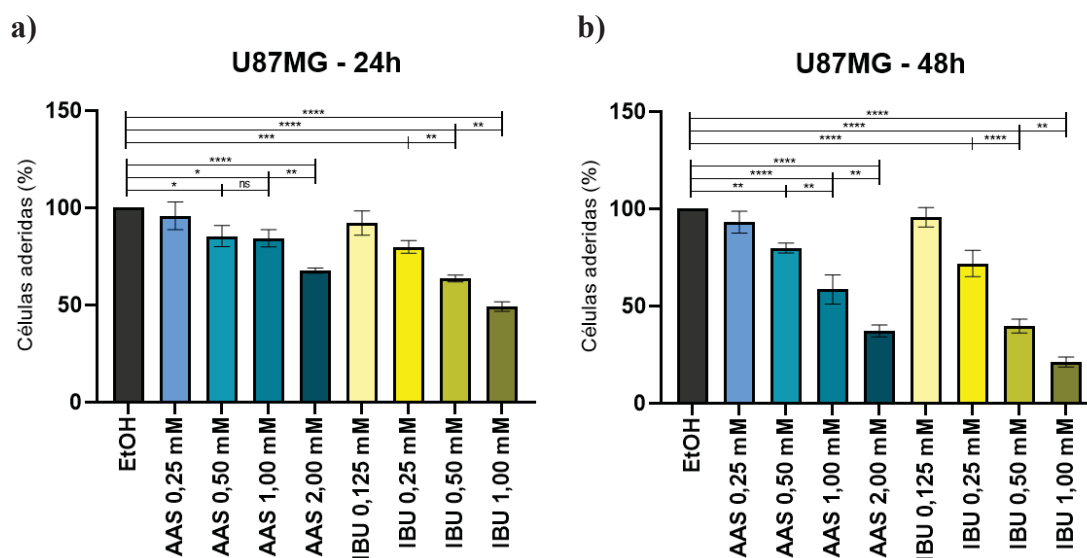 a)
U87MG - 24h
Células aderidas (%)
150
100
50
0
****
****
**
***
**
****
*
**
*
ns
EtOH
AAS 0,25 mM
AAS 0,50 mM
AAS 1,00 mM
AAS 2,00 mM
IBU 0,125 mM
IBU 0,25 mM
IBU 0,50 mM
IBU 1,00 mM
b)
U87MG - 48h
Células aderidas (%)
150
100
50
0
****
****
**
****
****
****
****
**
**
**
EtOH
AAS 0,25 mM
AAS 0,50 mM
AAS 1,00 mM
AAS 2,00 mM
IBU 0,125 mM
IBU 0,25 mM
IBU 0,50 mM
IBU 1,00 mM